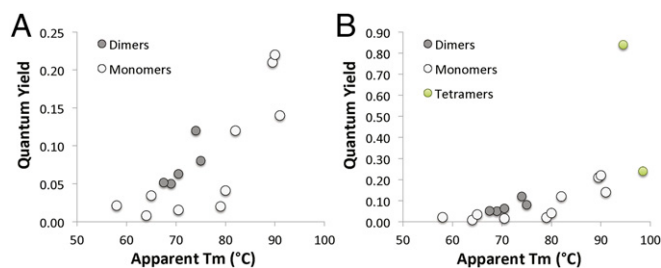 A
0.25
0.20
0.15
0.10
0.05
0.00
Quantum Yield
Dimers
Monomers
50 60 70 80 90 100
Apparent Tm (°C)
B
0.90
0.80
0.70
0.60
0.50
0.40
0.30
0.20
0.10
0.00
Quantum Yield
Dimers
Monomers
Tetramers
50 60 70 80 90 100
Apparent Tm (°C)